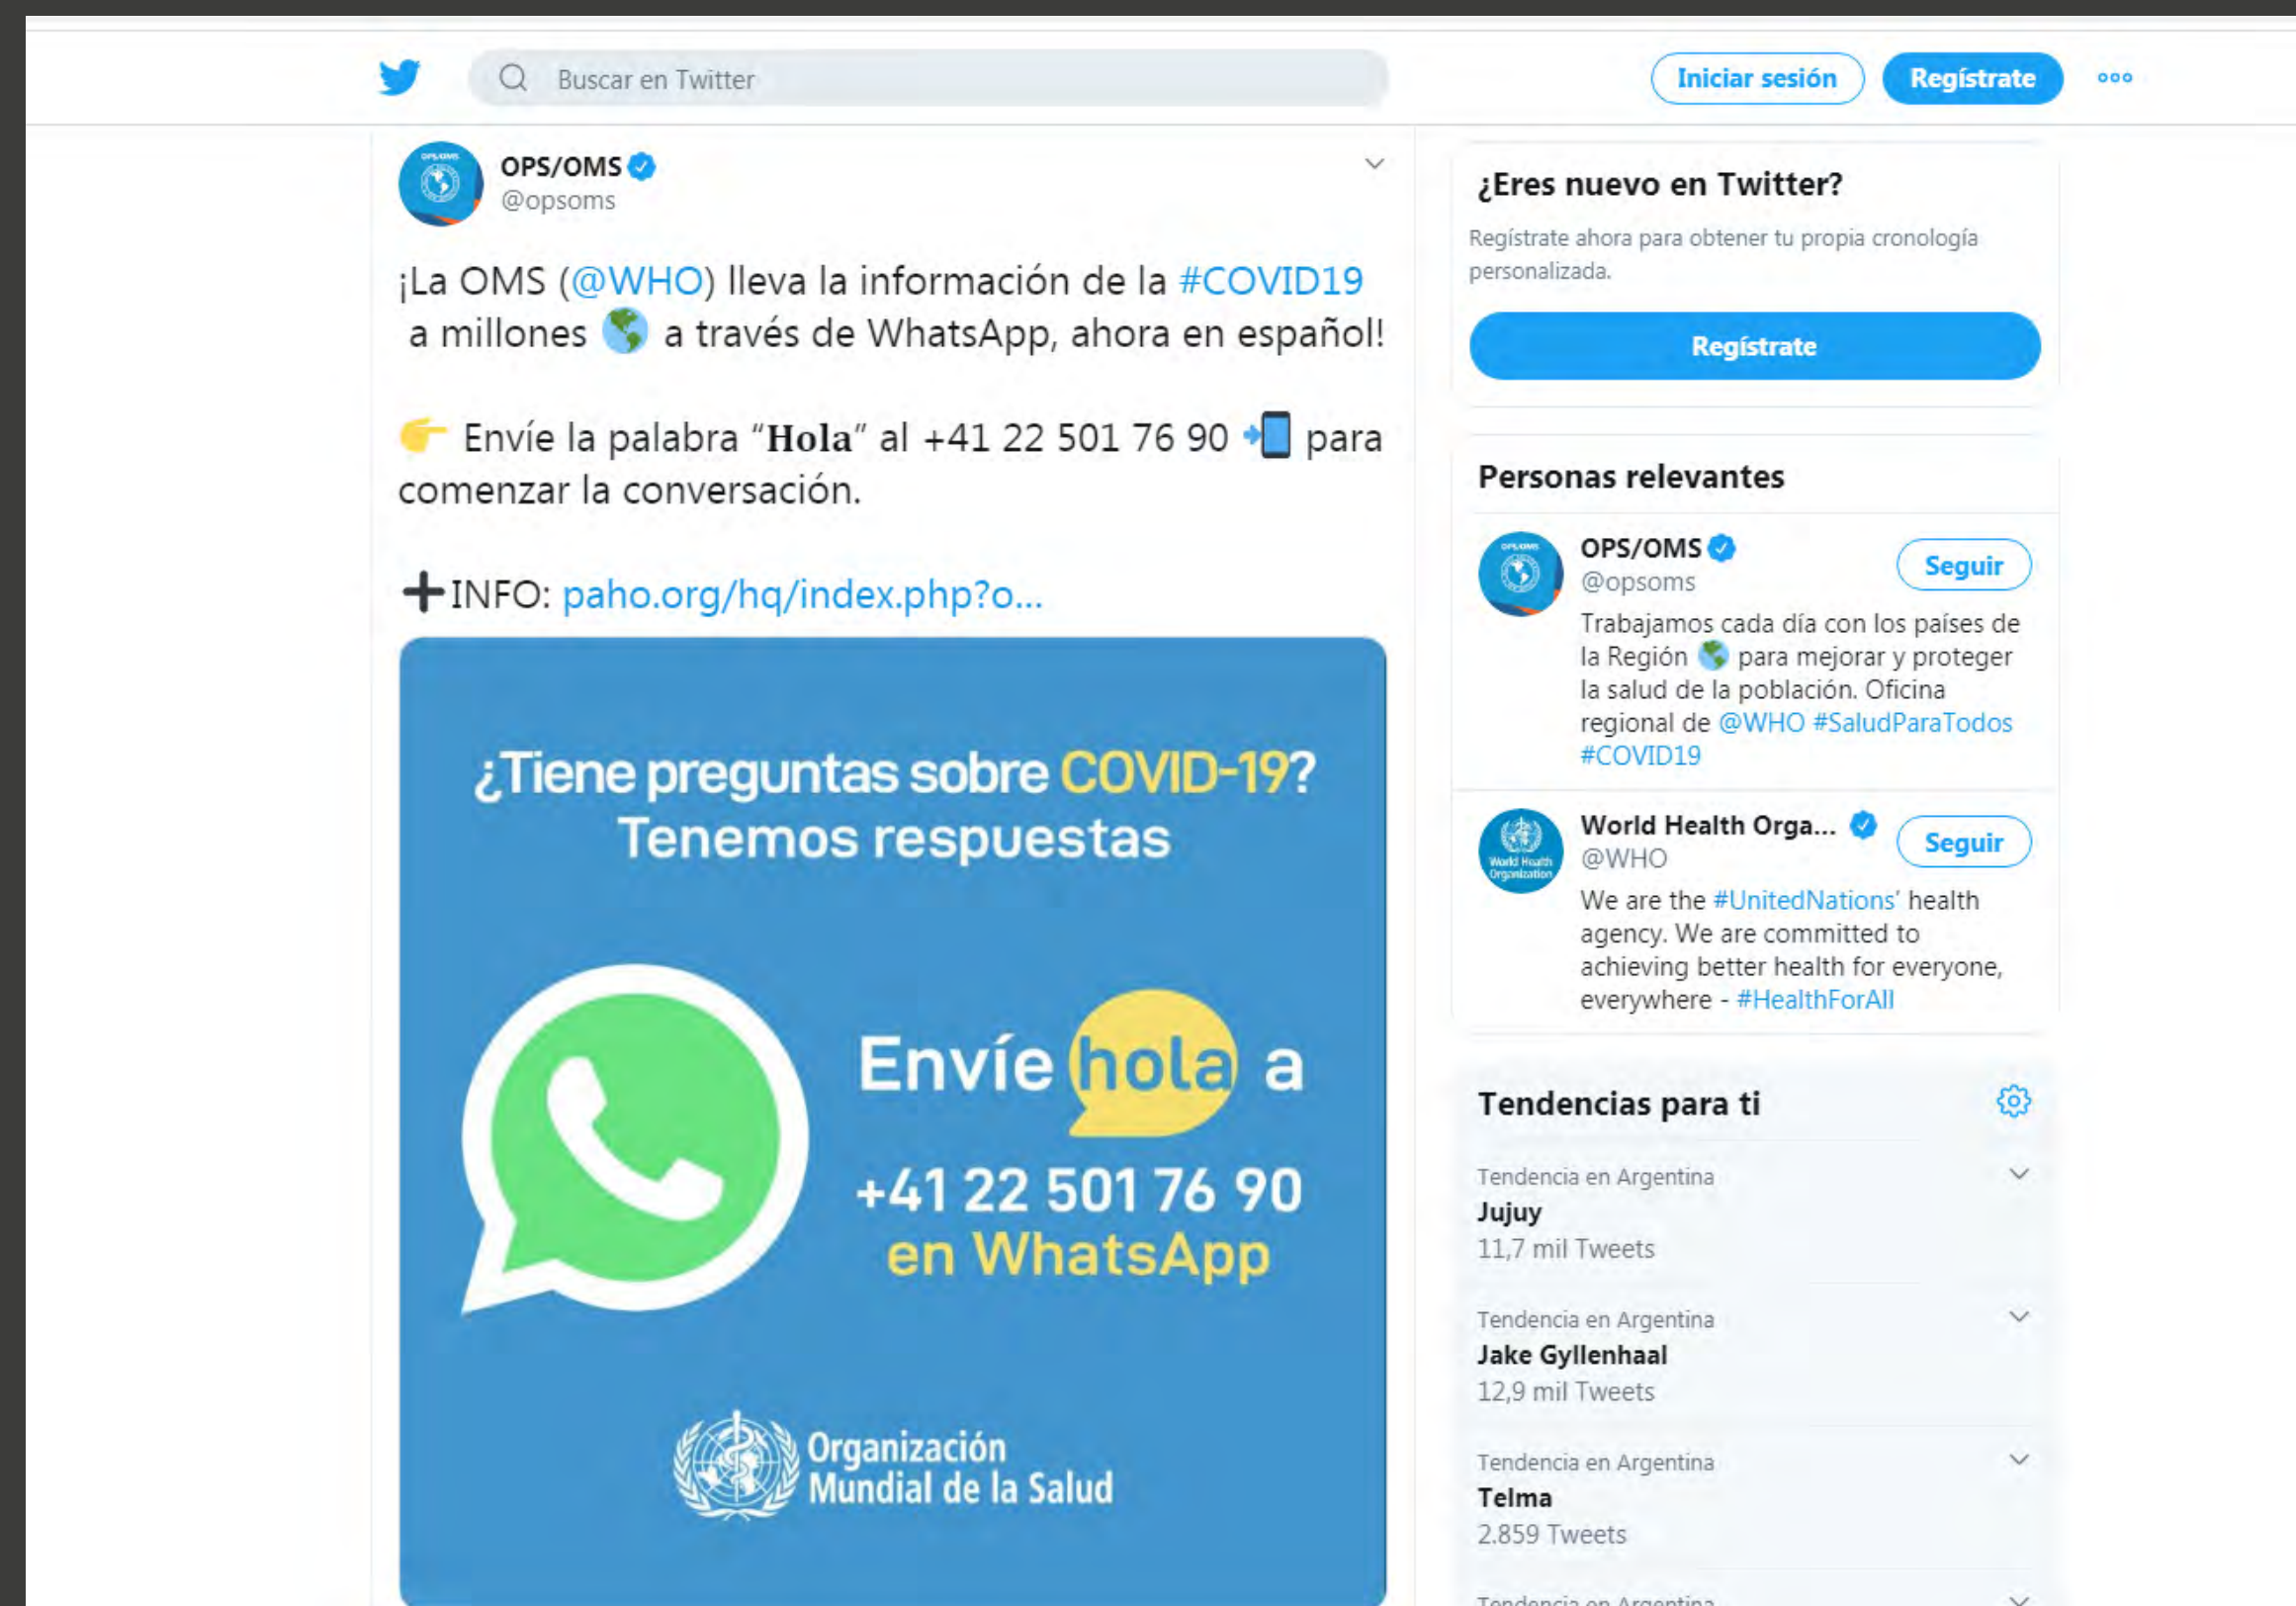 Buscar en Twitter
Iniciar sesión
Regístrate
OPS/OMS
@opsoms
¡La OMS (@WHO) lleva la información de la #COVID19
a millones 🌎 a través de WhatsApp, ahora en español!
👉 Envíe la palabra “Hola” al +41 22 501 76 90 📲 para
comenzar la conversación.
➕INFO: paho.org/hq/index.php?o...
¿Tiene preguntas sobre COVID-19?
Tenemos respuestas
Envíe hola a
+41 22 501 76 90
en WhatsApp
Organización
Mundial de la Salud
¿Eres nuevo en Twitter?
Regístrate ahora para obtener tu propia cronología
personalizada.
Regístrate
Personas relevantes
OPS/OMS
@opsoms
Seguir
Trabajamos cada día con los países de
la Región 🌎 para mejorar y proteger
la salud de la población. Oficina
regional de @WHO #SaludParaTodos
#COVID19
World Health Organization
World Health Orga...
@WHO
Seguir
We are the #UnitedNations’ health
agency. We are committed to
achieving better health for everyone,
everywhere - #HealthForAll
Tendencias para ti
Tendencia en Argentina
Jujuy
11,7 mil Tweets
Tendencia en Argentina
Jake Gyllenhaal
12,9 mil Tweets
Tendencia en Argentina
Telma
2.859 Tweets
Tendencia en Argentina